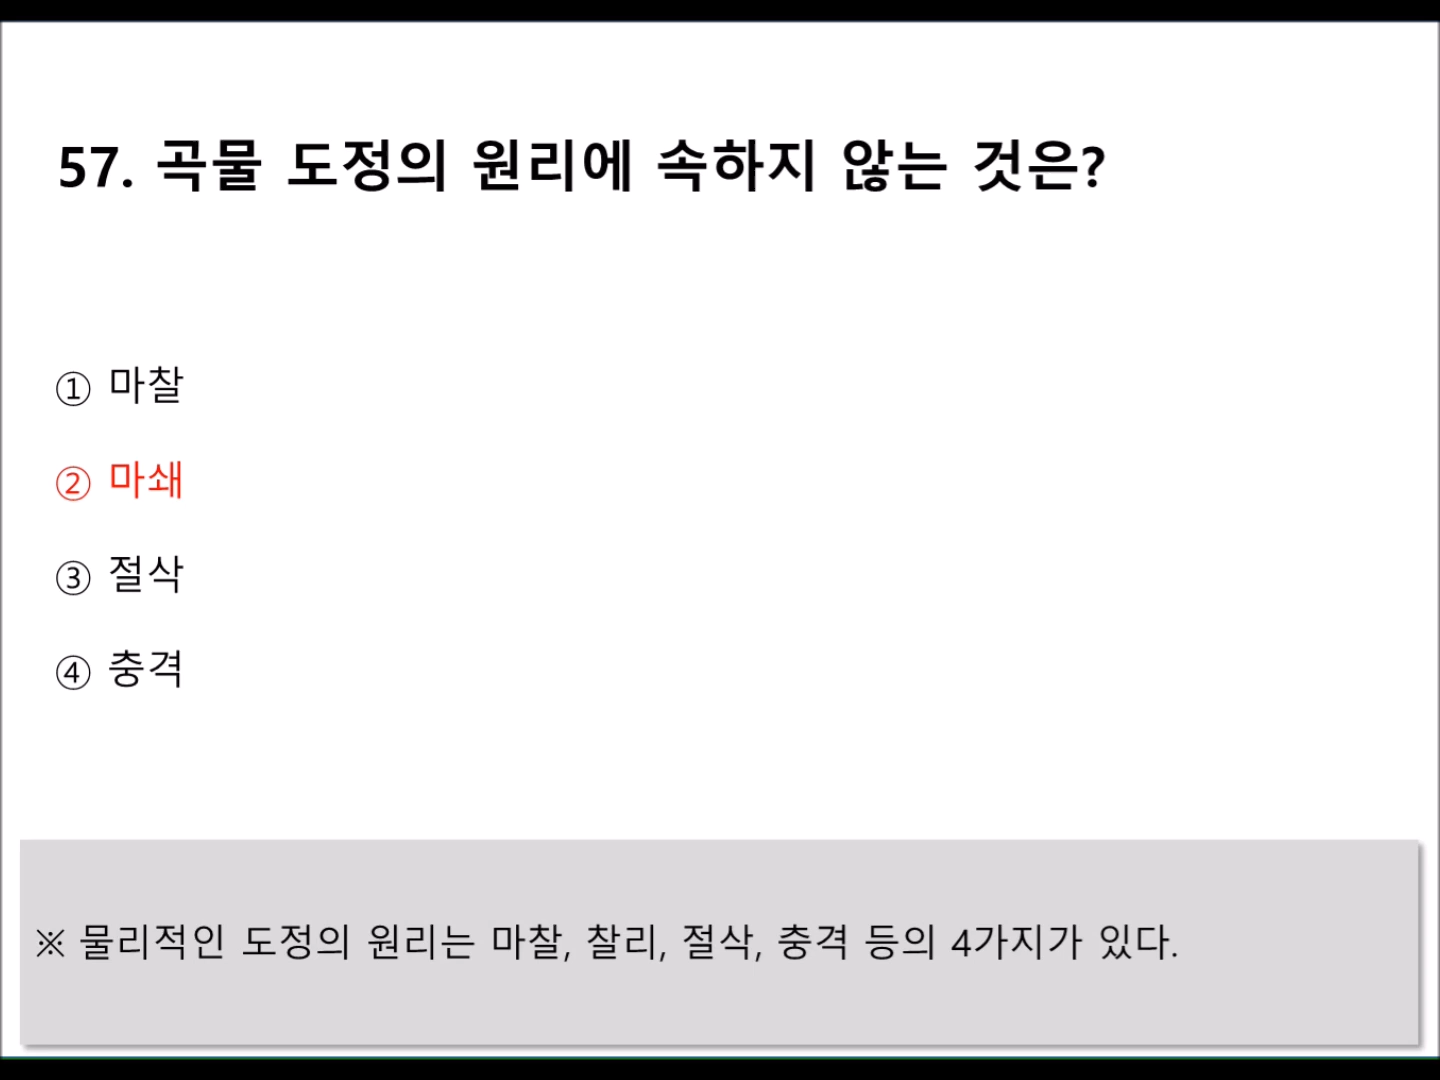 57. 곡물 도정의 원리에 속하지 않는 것은?
① 마찰
② 마쇄
③ 절삭
④ 충격
※ 물리적인 도정의 원리는 마찰, 찰리, 절삭, 충격 등의 4가지가 있다.